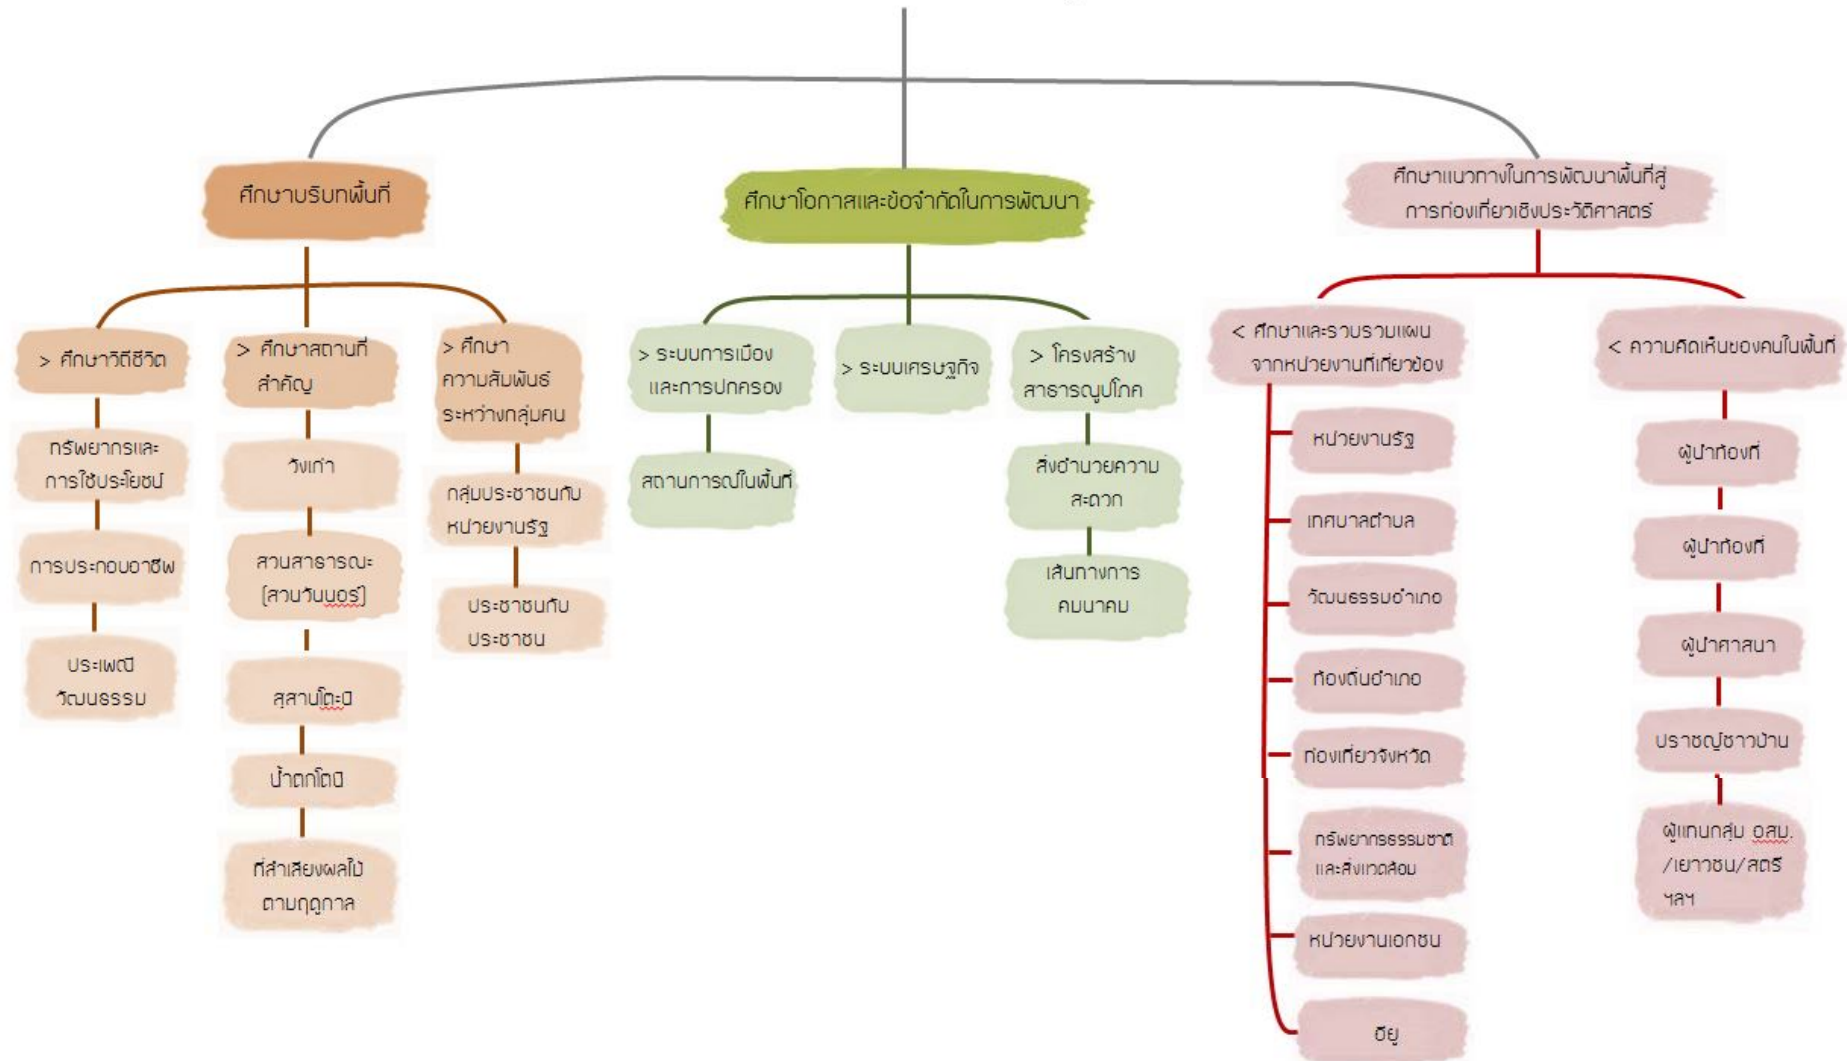 ศึกษาบริบทพื้นที่
> ศึกษาวิถีชีวิต
ทรัพยากรและ
การใช้ประโยชน์
การประกอบอาชีพ
ประเพณี
วัฒนธรรม
> ศึกษาสถานที่
สำคัญ
วังเก่า
สวนสาธารณะ
(สวนวันนอร์)
สุสานโต๊ะนิ
น้ำตกโตนิ
ที่ลำเลียงผลไม้
ตามฤดูกาล
> ศึกษา
ความสัมพันธ์
ระหว่างกลุ่มคน
กลุ่มประชาชนกับ
หน่วยงานรัฐ
ประชาชนกับ
ประชาชน
ศึกษาโอกาสและข้อจำกัดในการพัฒนา
> ระบบการเมือง
และการปกครอง
สถานการณ์ในพื้นที่
> ระบบเศรษฐกิจ
> โครงสร้าง
สาธารณูปโภค
สิ่งอำนวยความ
สะดวก
เส้นทางการ
คมนาคม
ศึกษาแนวทางในการพัฒนาพื้นที่สู่
การท่องเที่ยวเชิงประวัติศาสตร์
< ศึกษาและรวบรวมแผน
จากหน่วยงานที่เกี่ยวข้อง
หน่วยงานรัฐ
เทศบาลตำบล
วัฒนธรรมอำเภอ
ท้องถิ่นอำเภอ
ท่องเที่ยวจังหวัด
ทรัพยากรธรรมชาติ
และสิ่งแวดล้อม
หน่วยงานเอกชน
อียู
< ความคิดเห็นของคนในพื้นที่
ผู้นำท้องที่
ผู้นำท้องที่
ผู้นำศาสนา
ปราชญ์ชาวบ้าน
ผู้แทนกลุ่ม อสม.
/เยาวชน/สตรี
ฯลฯ